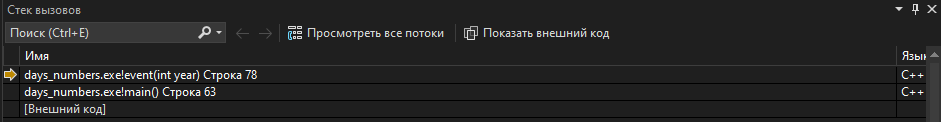 Стек вызовов
Поиск (Ctrl+E) Просмотреть все потоки Показать внешний код
Имя Язык
days_numbers.exe!event(int year) Строка 78 C++
days_numbers.exe!main() Строка 63 C++
[Внешний код]